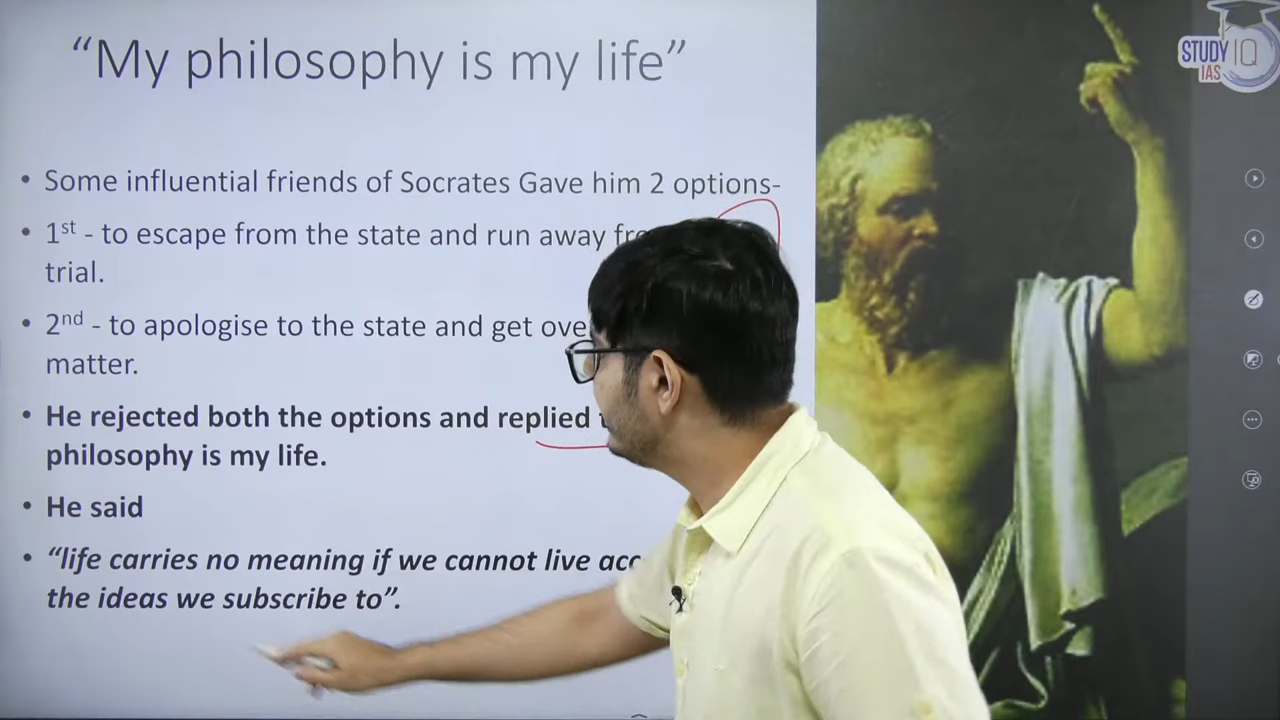 “My philosophy is my life”
STUDY IQ
IAS
• Some influential friends of Socrates Gave him 2 options-
• 1st - to escape from the state and run away
trial.
• 2nd - to apologise to the state and get
matter.
• He rejected both the options and replied
philosophy is my life.
• He said
• “life carries no meaning if we cannot live
the ideas we subscribe to”.